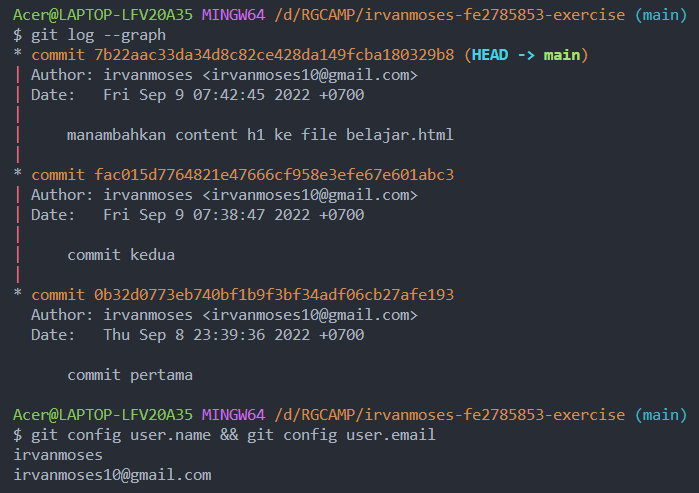 Acer@LAPTOP-LFV20A35 MINGW64 /d/RGCAMP/irvanmoses-fe2785853-exercise (main)
$ git log --graph
* commit 7b22aac33da34d8c82ce428da149fcba180329b8 (HEAD -> main)
| Author: irvanmoses <irvanmoses10@gmail.com>
| Date:   Fri Sep 9 07:42:45 2022 +0700
|
|     manambahkan content h1 ke file belajar.html
|
* commit fac015d7764821e47666cf958e3efe67e601abc3
| Author: irvanmoses <irvanmoses10@gmail.com>
| Date:   Fri Sep 9 07:38:47 2022 +0700
|
|     commit kedua
|
* commit 0b32d0773eb740bf1b9f3bf34adf06cb27afe193
  Author: irvanmoses <irvanmoses10@gmail.com>
  Date:   Thu Sep 8 23:39:36 2022 +0700

      commit pertama

Acer@LAPTOP-LFV20A35 MINGW64 /d/RGCAMP/irvanmoses-fe2785853-exercise (main)
$ git config user.name && git config user.email
irvanmoses
irvanmoses10@gmail.com